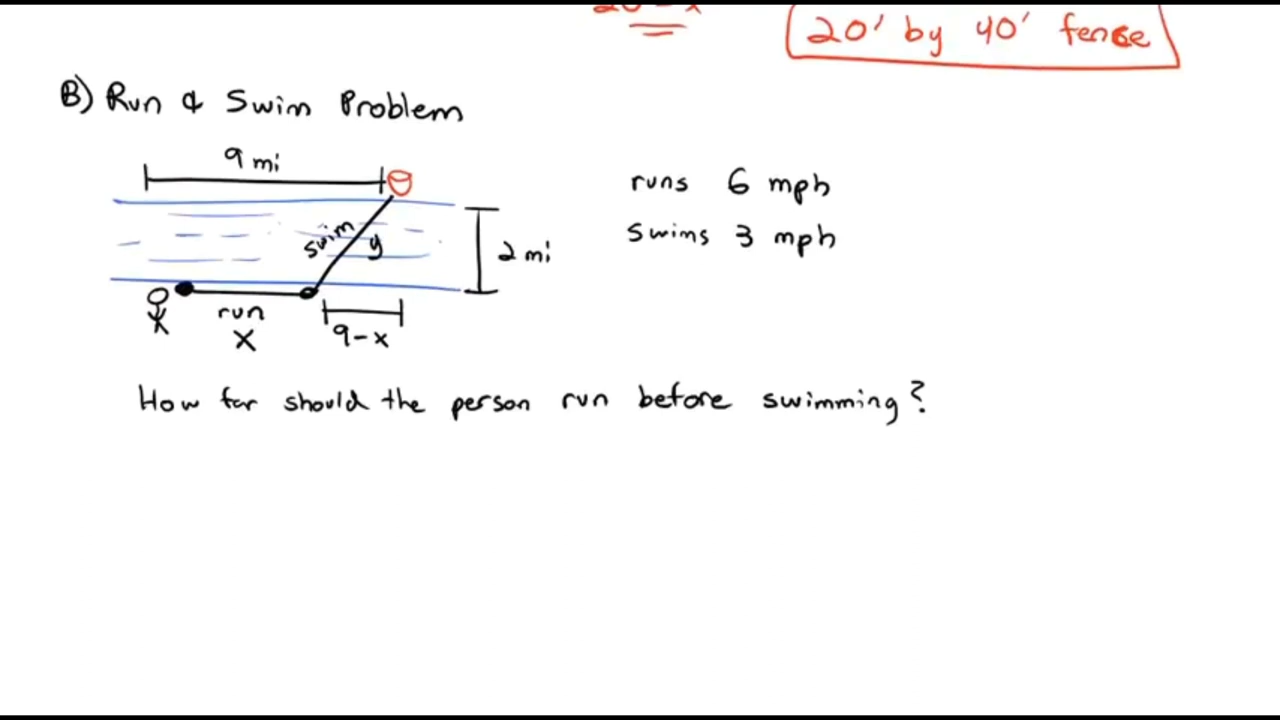 20 - x
20' by 40' fence
B) Run & Swim Problem
9 mi
runs 6 mph
swims 3 mph
swim
y
2 mi
run
x
9-x
How far should the person run before swimming?